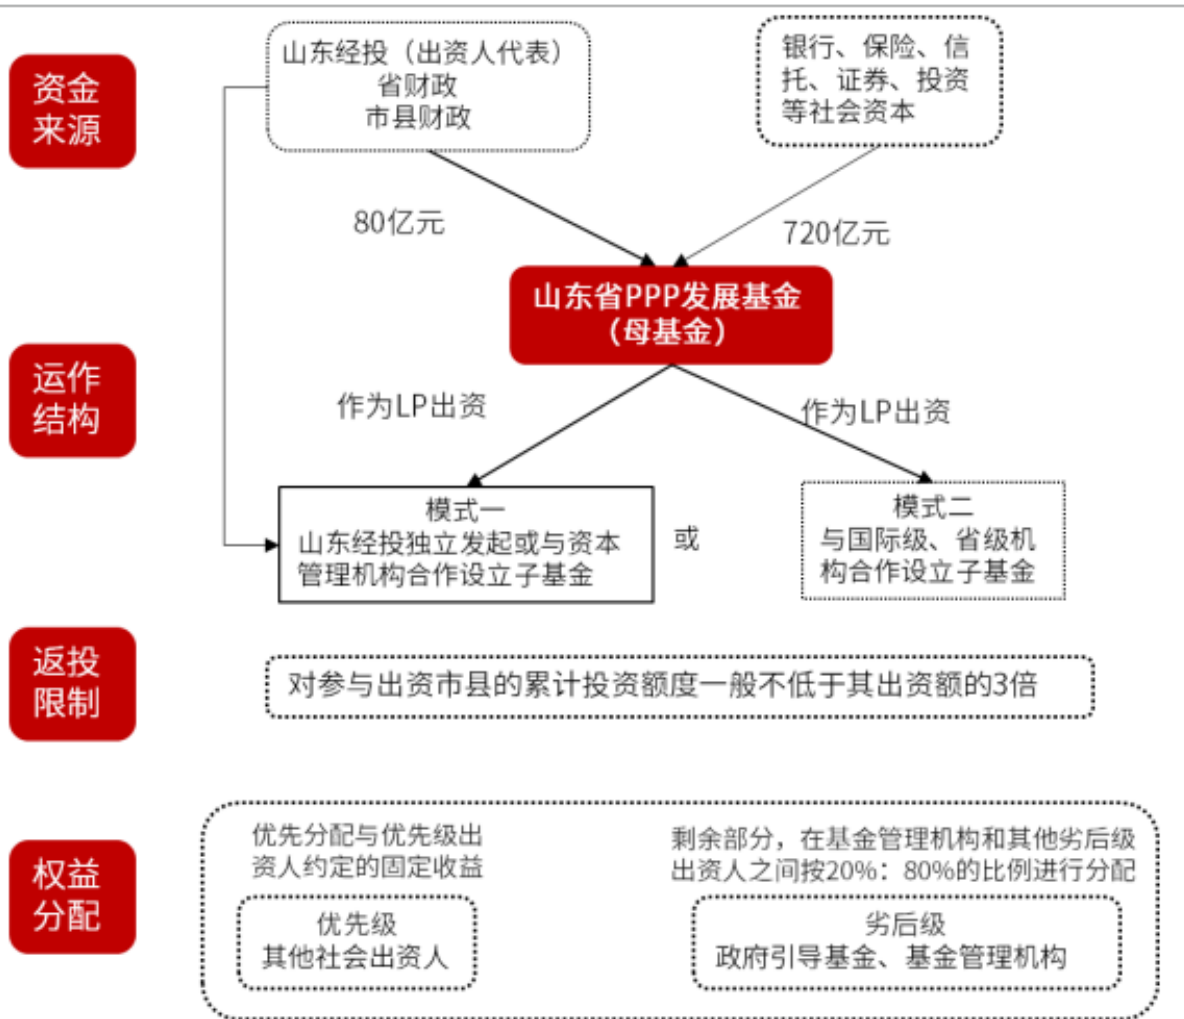 资金
来源
山东经投（出资人代表）
省财政
市县财政
银行、保险、信
托、证券、投资
等社会资本
80亿元
720亿元
山东省PPP发展基金
（母基金）
运作
结构
作为LP出资
作为LP出资
模式一
山东经投独立发起或与资本
管理机构合作设立子基金
或
模式二
与国际级、省级机
构合作设立子基金
返投
限制
对参与出资市县的累计投资额度一般不低于其出资额的3倍
权益
分配
优先分配与优先级出
资人约定的固定收益
优先级
其他社会出资人
剩余部分，在基金管理机构和其他劣后级
出资人之间按20%：80%的比例进行分配
劣后级
政府引导基金、基金管理机构